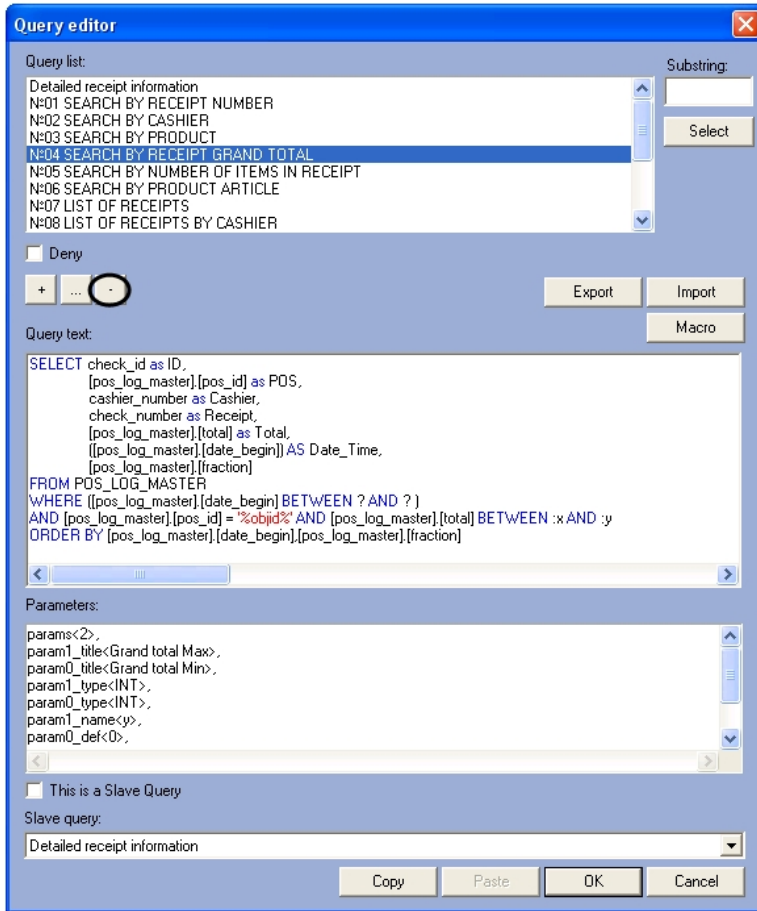 Query editor
Query list:
Substring:
Detailed receipt information
№01 SEARCH BY RECEIPT NUMBER
№02 SEARCH BY CASHIER
№03 SEARCH BY PRODUCT
№04 SEARCH BY RECEIPT GRAND TOTAL
№05 SEARCH BY NUMBER OF ITEMS IN RECEIPT
№06 SEARCH BY PRODUCT ARTICLE
№07 LIST OF RECEIPTS
№08 LIST OF RECEIPTS BY CASHIER
Select
Deny
+ ... -
Export Import
Macro
Query text:
SELECT check_id as ID,
[pos_log_master].[pos_id] as POS,
cashier_number as Cashier,
check_number as Receipt,
[pos_log_master].[total] as Total,
([pos_log_master].[date_begin]) AS Date_Time,
[pos_log_master].[fraction]
FROM POS_LOG_MASTER
WHERE ([pos_log_master].[date_begin] BETWEEN ? AND ? )
AND [pos_log_master].[pos_id] = '%objid%' AND [pos_log_master].[total] BETWEEN :x AND :y
ORDER BY [pos_log_master].[date_begin],[pos_log_master].[fraction]
Parameters:
params<2>,
param1_title<Grand total Max>,
param0_title<Grand total Min>,
param1_type<INT>,
param0_type<INT>,
param1_name<y>,
param0_def<0>,
This is a Slave Query
Slave query:
Detailed receipt information
Copy Paste OK Cancel